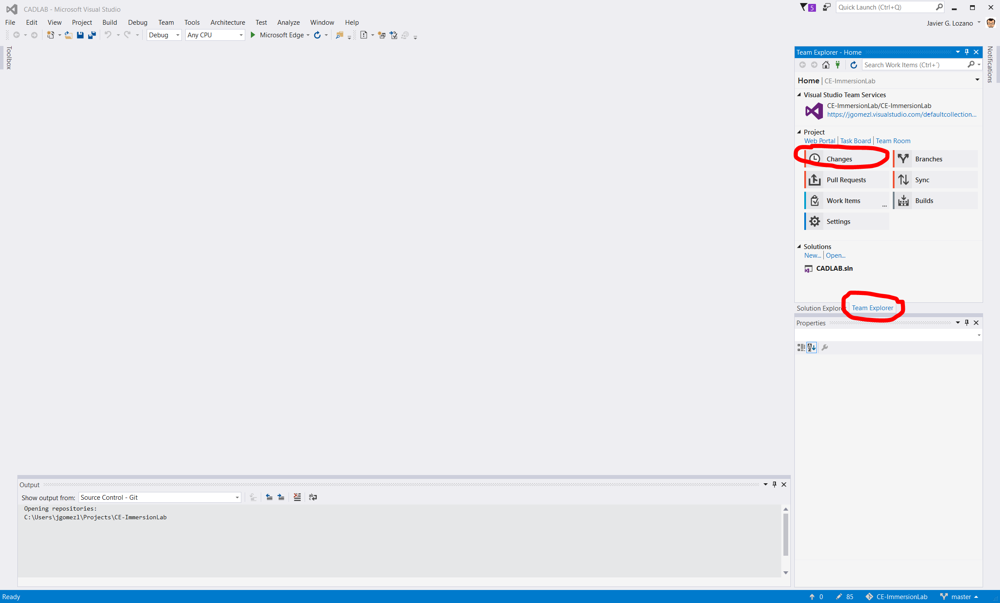 CADLAB - Microsoft Visual Studio
5
Quick Launch (Ctrl+Q)
File Edit View Project Build Debug Team Tools Architecture Test Analyze Window Help
Javier G. Lozano
Debug Any CPU Microsoft Edge
Toolbox
Notifications
Team Explorer - Home
Search Work Items (Ctrl+´)
Home | CE-ImmersionLab
Visual Studio Team Services
CE-ImmersionLab/CE-ImmersionLab
https://jgomezl.visualstudio.com/defaultcollection...
Project
Web Portal | Task Board | Team Room
Changes Branches
Pull Requests Sync
Work Items ... Builds
Settings
Solutions
New... | Open...
CADLAB.sln
Solution Explorer Team Explorer
Properties
Output
Show output from: Source Control - Git
Opening repositories:
C:\Users\jgomezl\Projects\CE-ImmersionLab
Ready 0 85 CE-ImmersionLab master